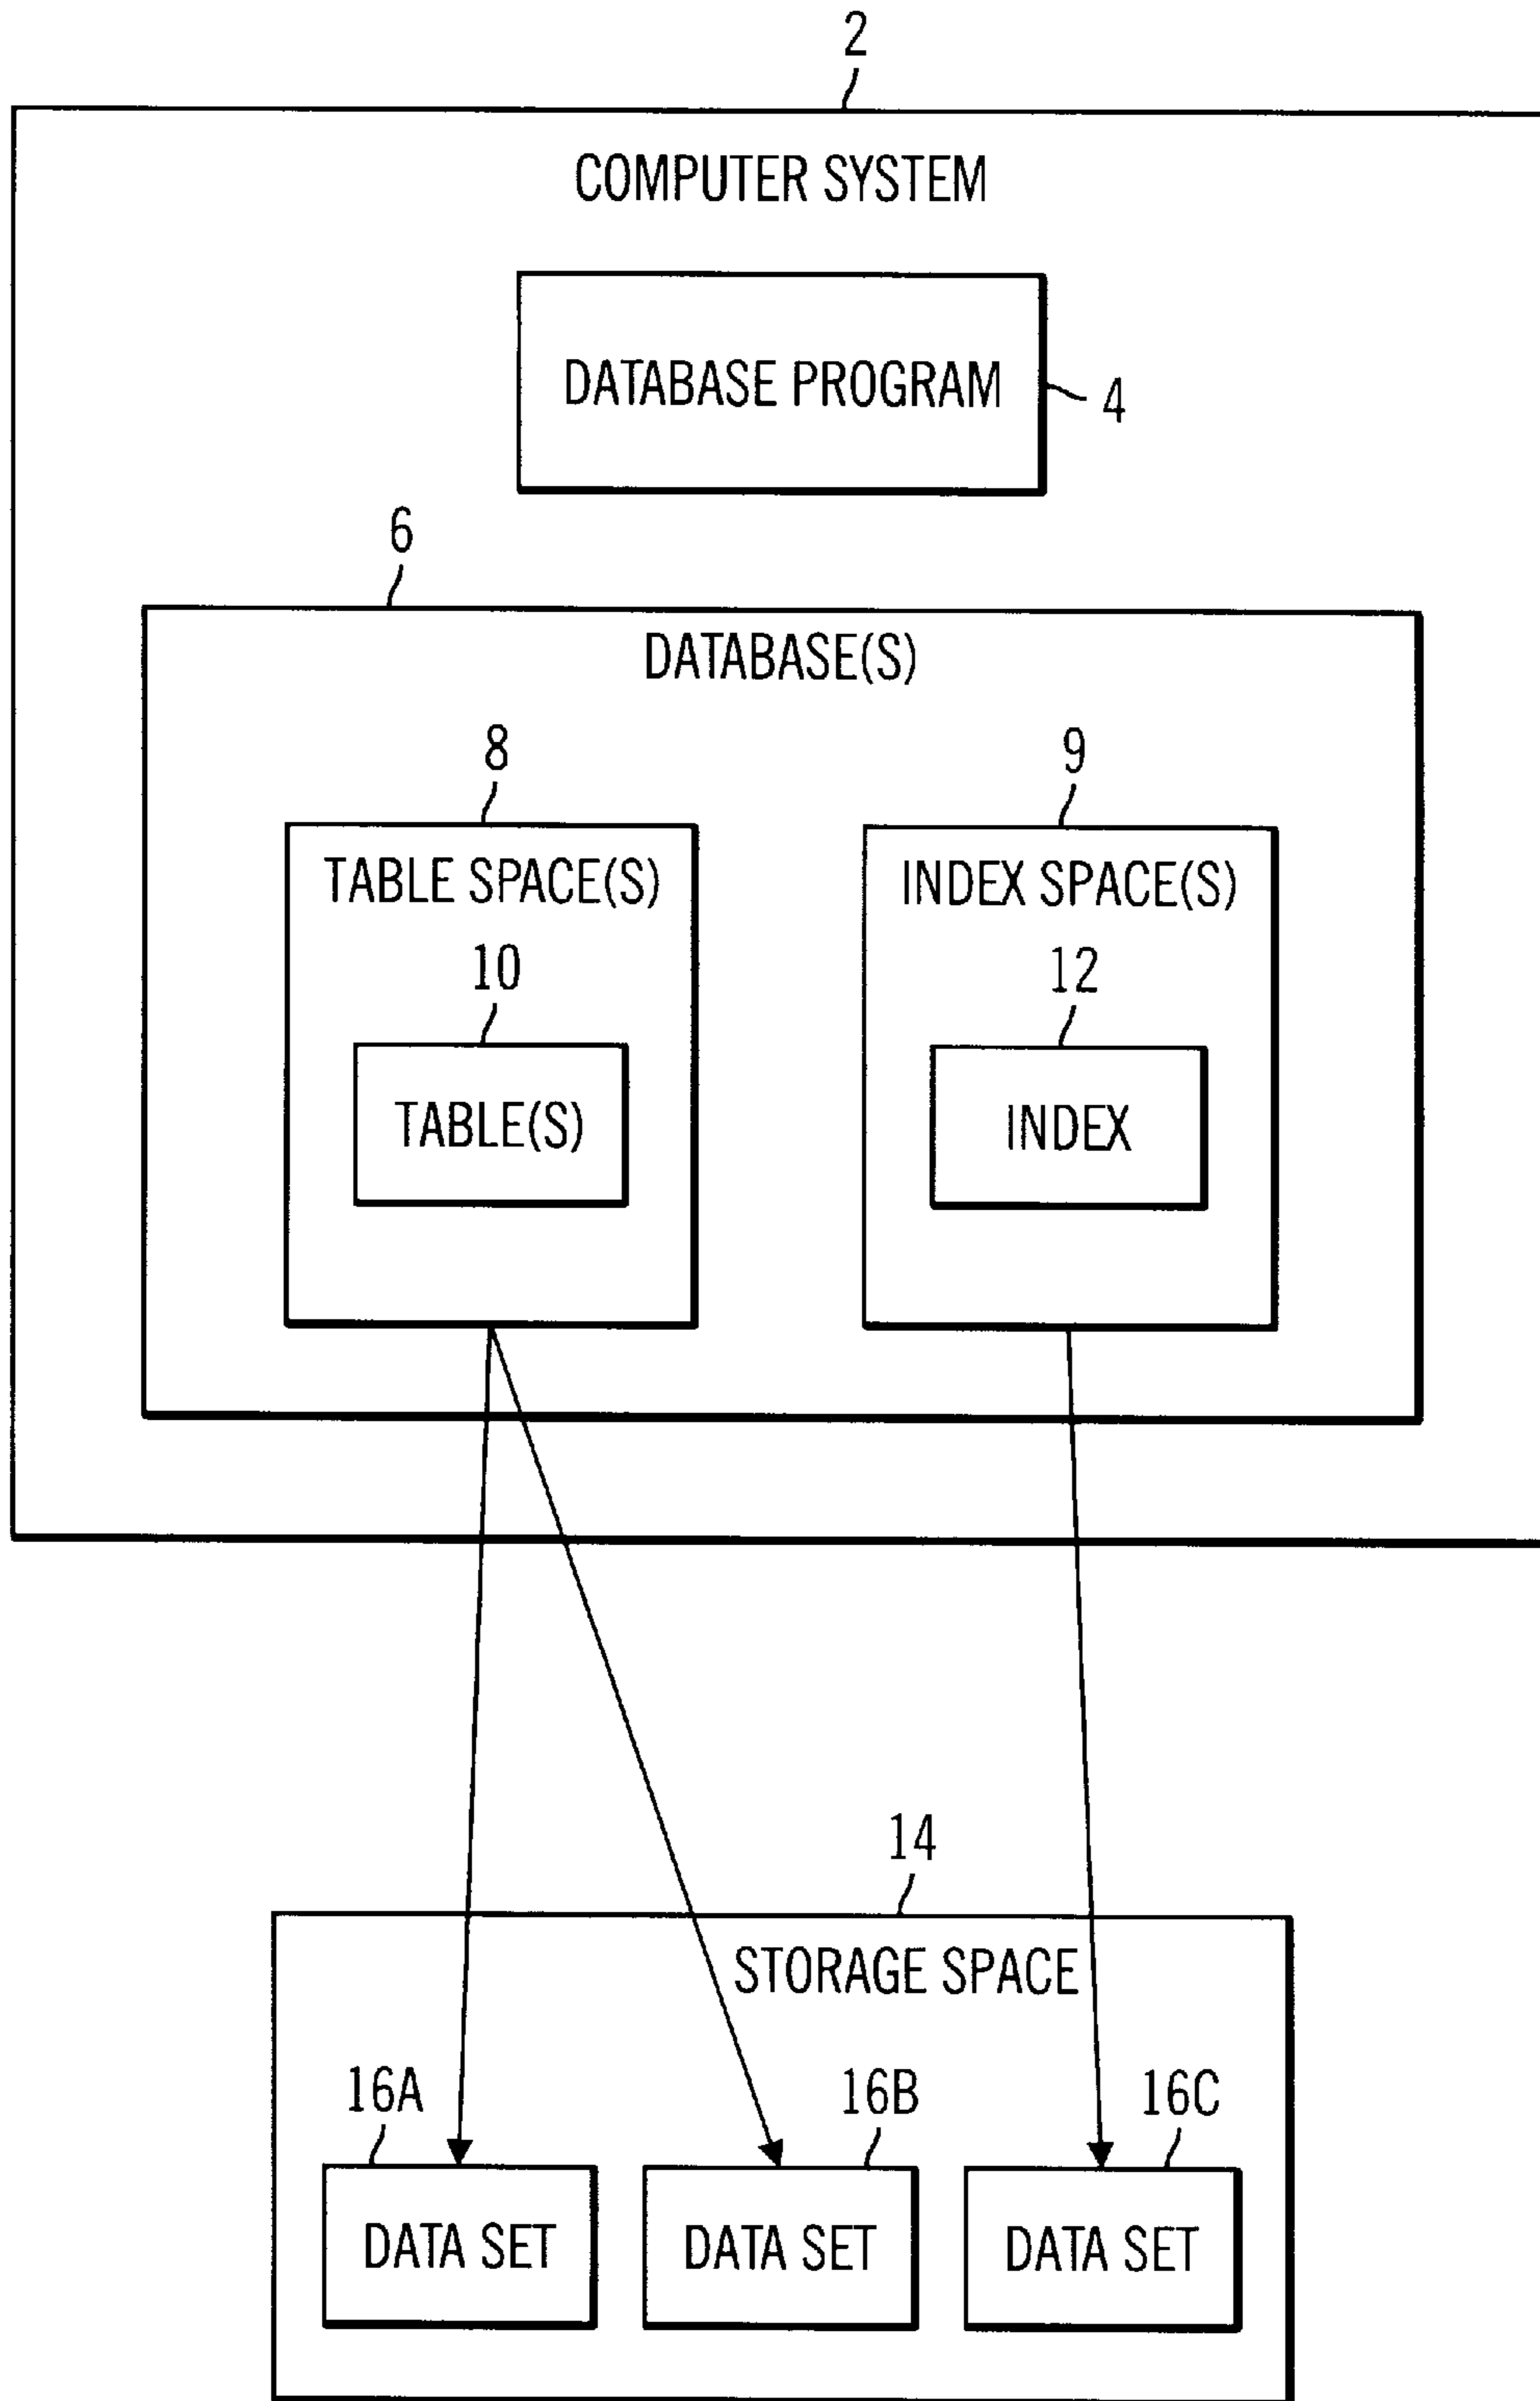 2
COMPUTER SYSTEM
DATABASE PROGRAM
4
6
DATABASE(S)
8
9
TABLE SPACE(S)
INDEX SPACE(S)
10
12
TABLE(S)
INDEX
14
STORAGE SPACE
16A
16B
16C
DATA SET
DATA SET
DATA SET